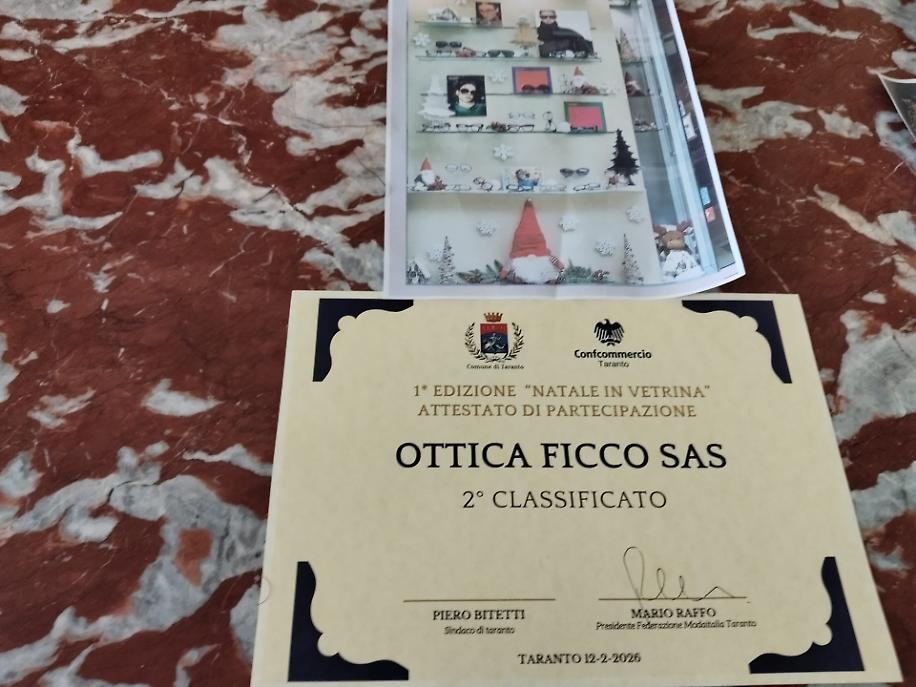 Comune di Taranto
Confcommercio
Taranto
1° EDIZIONE "NATALE IN VETRINA"
ATTESTATO DI PARTECIPAZIONE
OTTICA FICCO SAS
2° CLASSIFICATO
PIERO BITETTI
Sindaco di taranto
MARIO RAFFO
Presidente Federazione Modaitalia Taranto
TARANTO 12-2-2026